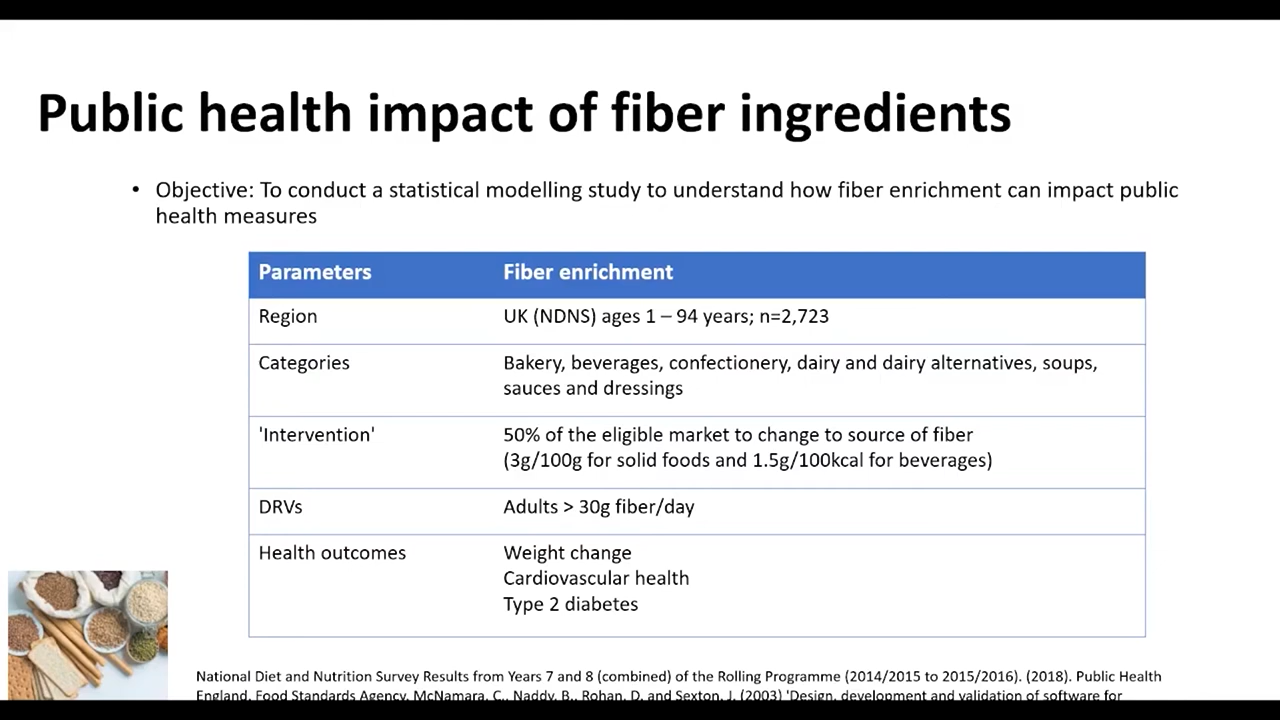 Public health impact of fiber ingredients
• Objective: To conduct a statistical modelling study to understand how fiber enrichment can impact public
health measures
Parameters Fiber enrichment
Region UK (NDNS) ages 1 – 94 years; n=2,723
Categories Bakery, beverages, confectionery, dairy and dairy alternatives, soups,
sauces and dressings
'Intervention' 50% of the eligible market to change to source of fiber
(3g/100g for solid foods and 1.5g/100kcal for beverages)
DRVs Adults > 30g fiber/day
Health outcomes Weight change
Cardiovascular health
Type 2 diabetes
National Diet and Nutrition Survey Results from Years 7 and 8 (combined) of the Rolling Programme (2014/2015 to 2015/2016). (2018). Public Health
England, Food Standards Agency, McNamara, C., Naddy, B., Rohan, D. and Sexton, J. (2003) 'Design, development and validation of software for